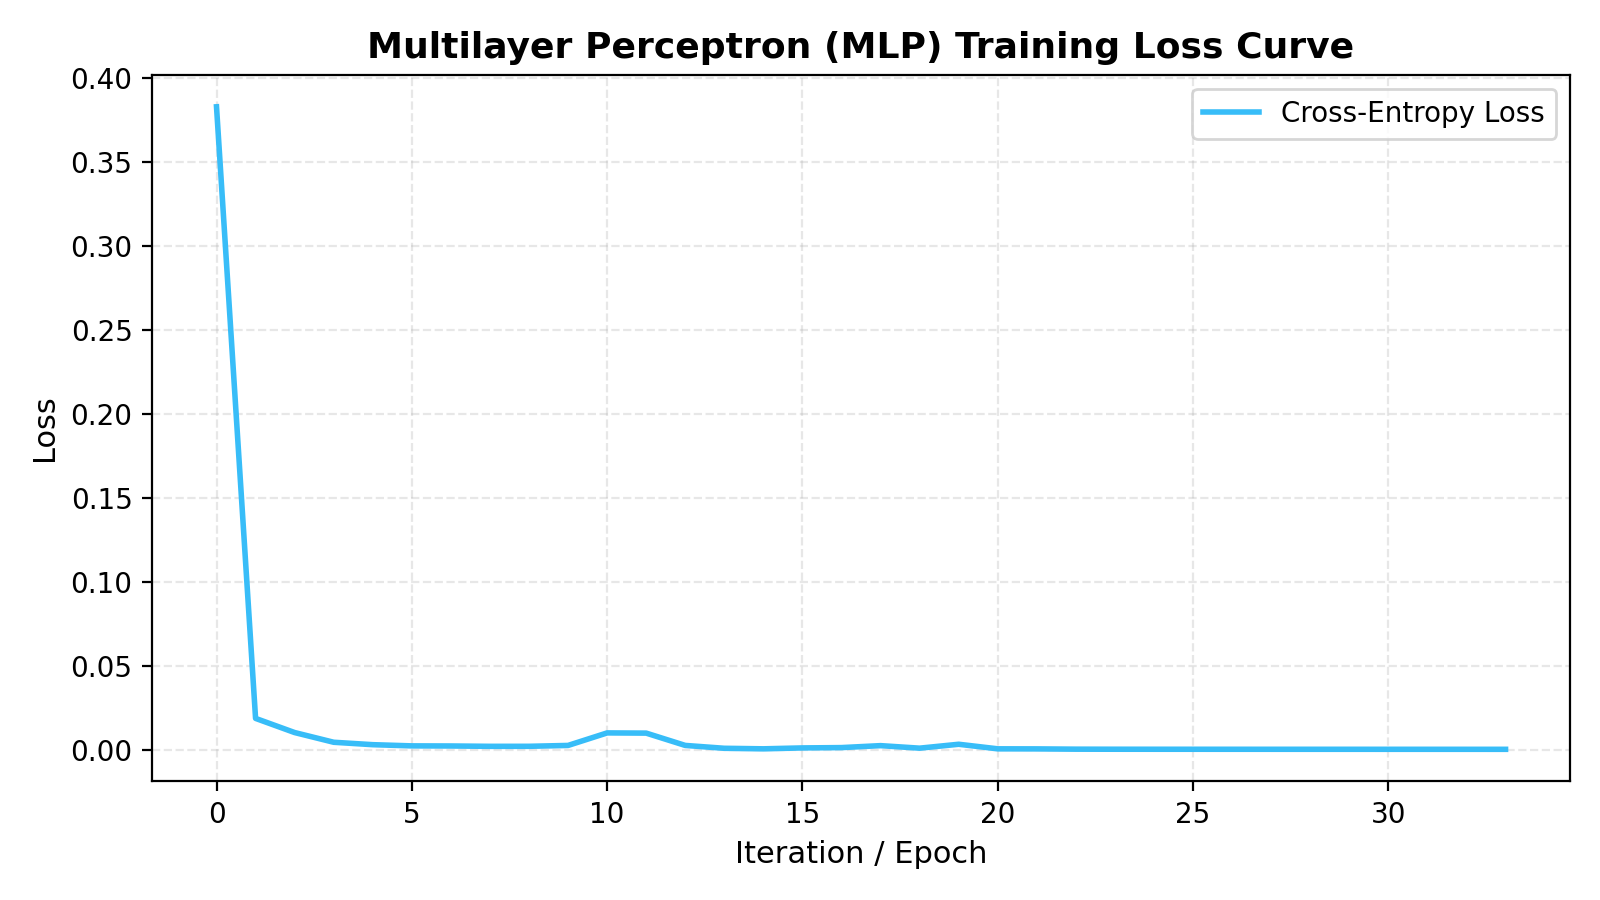 Multilayer Perceptron (MLP) Training Loss Curve
Cross-Entropy Loss
Loss
0.40
0.35
0.30
0.25
0.20
0.15
0.10
0.05
0.00
0 5 10 15 20 25 30
Iteration / Epoch